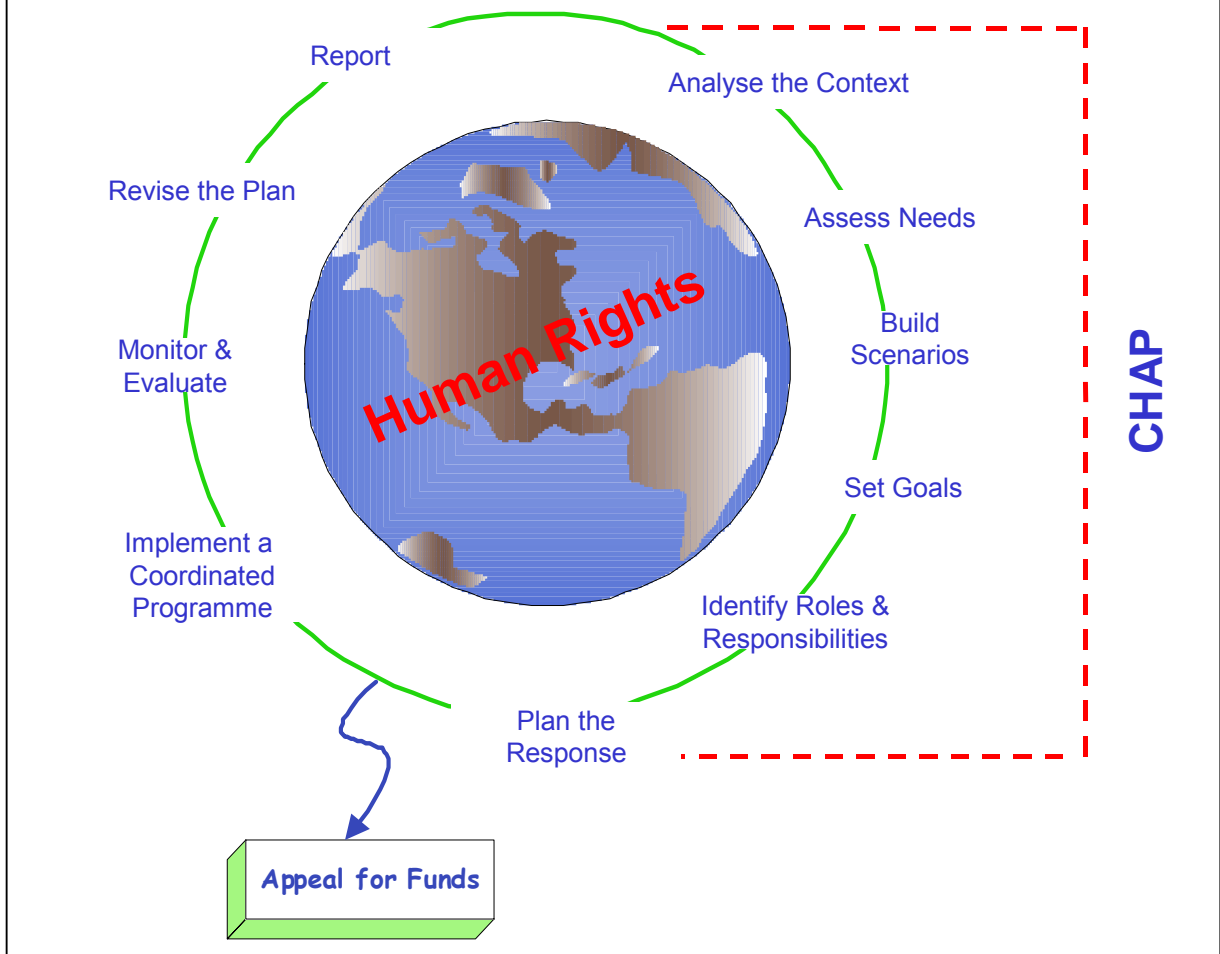 Report
Analyse the Context
Assess Needs
Build
Scenarios
Set Goals
Identify Roles &
Responsibilities
Plan the
Response
Implement a
Coordinated
Programme
Monitor &
Evaluate
Revise the Plan
Human Rights
CHAP
Appeal for Funds